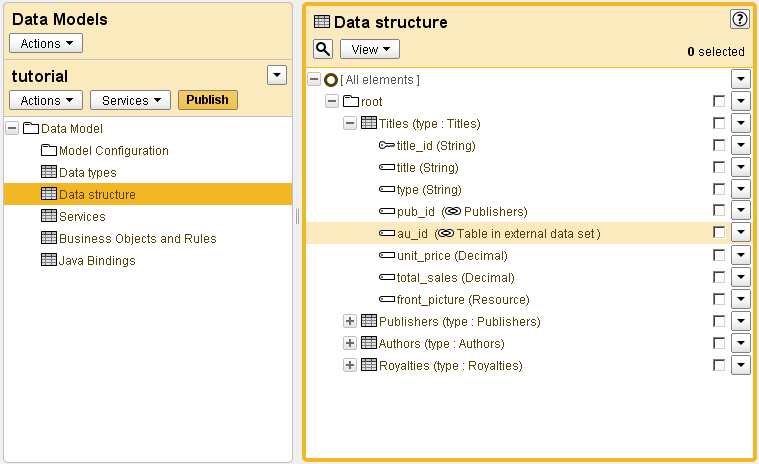 Data Models
Actions
tutorial
Actions Services Publish
Data Model
Model Configuration
Data types
Data structure
Services
Business Objects and Rules
Java Bindings
Data structure ?
View 0 selected
[ All elements ]
root
Titles (type : Titles)
title_id (String)
title (String)
type (String)
pub_id ( Publishers)
au_id ( Table in external data set )
unit_price (Decimal)
total_sales (Decimal)
front_picture (Resource)
Publishers (type : Publishers)
Authors (type : Authors)
Royalties (type : Royalties)